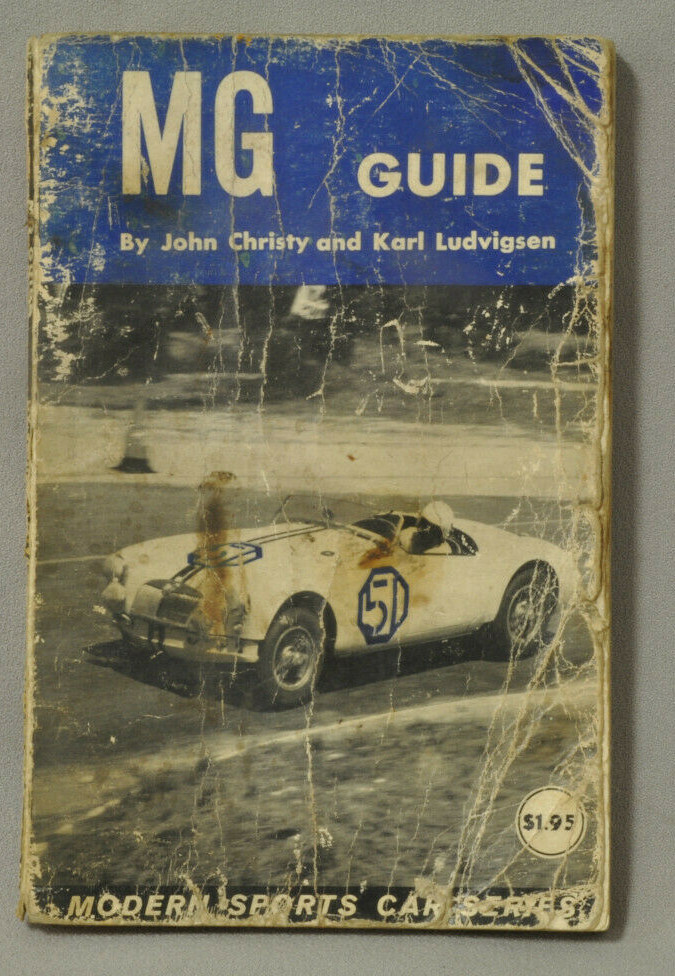 MG
GUIDE
By John Christy and Karl Ludvigsen
51
$1.95
MODERN SPORTS CAR SERIES